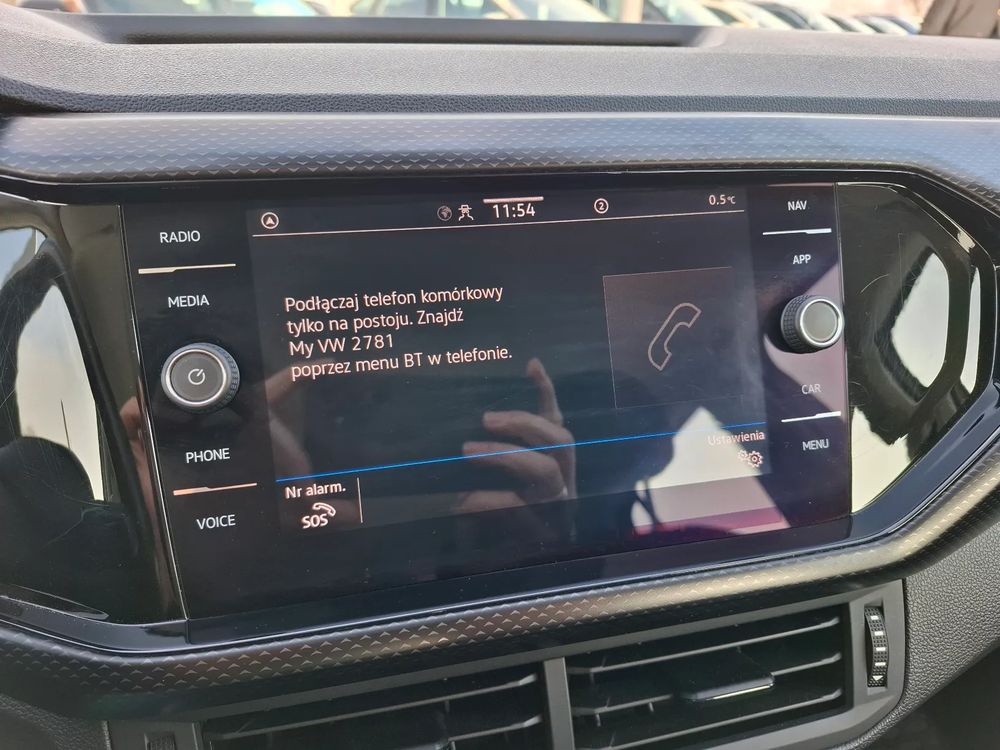 RADIO
MEDIA
PHONE
VOICE
11:54
2
0.5°C
Podłączaj telefon komórkowy
tylko na postoju. Znajdź
My VW 2781
poprzez menu BT w telefonie.
Ustawienia
Nr alarm.
SOS
NAV
APP
CAR
MENU